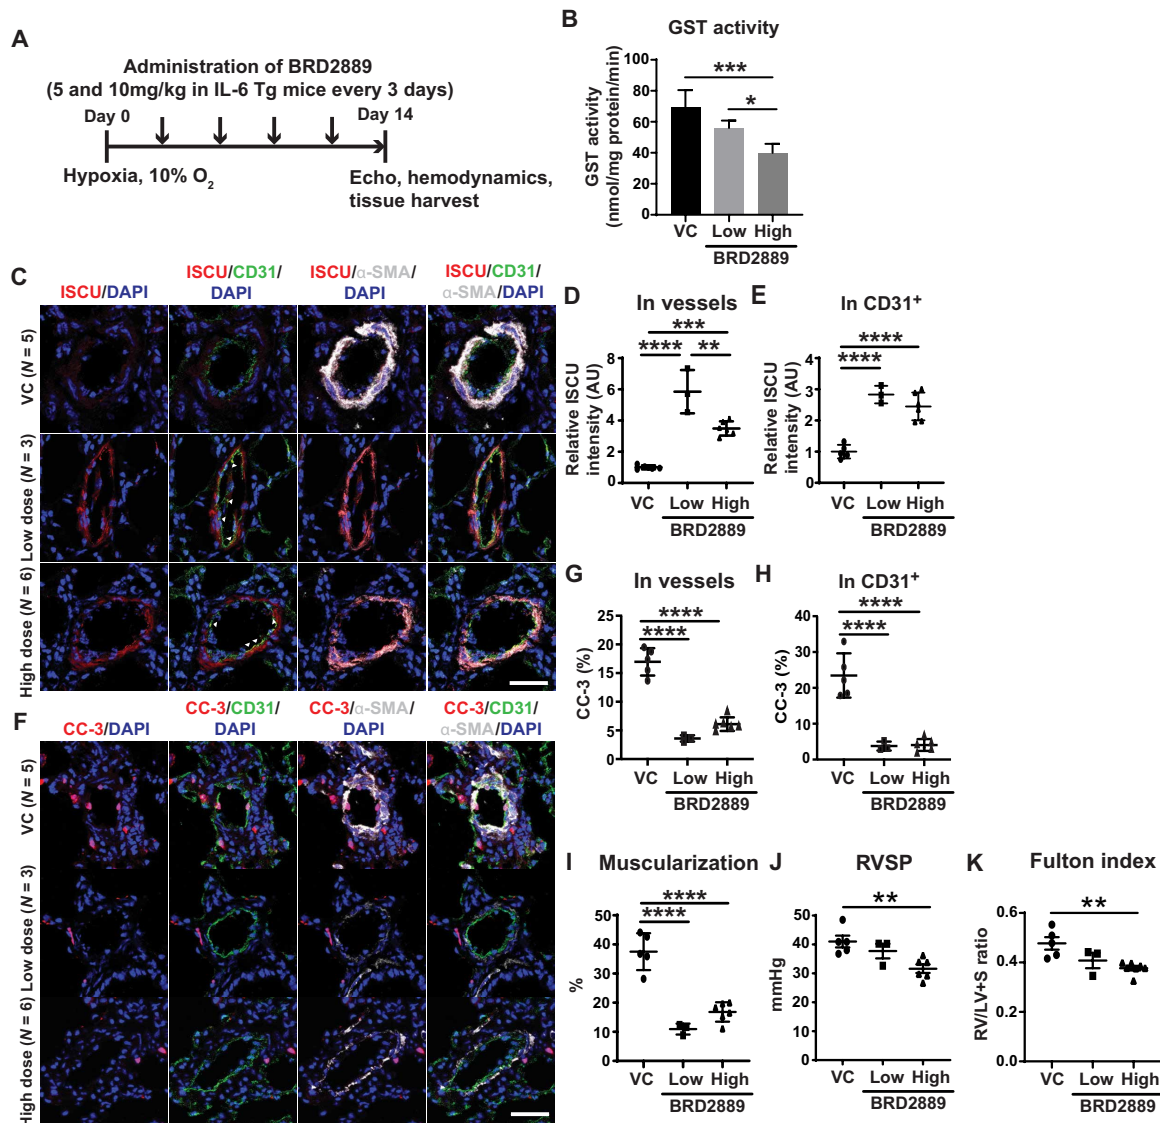 A
Administration of BRD2889
(5 and 10mg/kg in IL-6 Tg mice every 3 days)
Day 0
Day 14
Hypoxia, 10% O₂
Echo, hemodynamics,
tissue harvest
B
GST activity
GST activity
(nmol/mg protein/min)
100
80
60
40
20
0
***
*
VC
Low
High
BRD2889
C
ISCU/DAPI
ISCU/CD31/
DAPI
ISCU/α-SMA/
DAPI
ISCU/CD31/
α-SMA/DAPI
VC (N = 5)
Low dose (N = 3)
High dose (N = 6)
D
In vessels
Relative ISCU
intensity (AU)
8
6
4
2
0
***
****
**
VC
Low
High
BRD2889
E
In CD31⁺
Relative ISCU
intensity (AU)
4
3
2
1
0
****
****
VC
Low
High
BRD2889
F
CC-3/DAPI
CC-3/CD31/
DAPI
CC-3/α-SMA/
DAPI
CC-3/CD31/
α-SMA/DAPI
VC (N = 5)
Low dose (N = 3)
High dose (N = 6)
G
In vessels
CC-3 (%)
25
20
15
10
5
0
****
****
VC
Low
High
BRD2889
H
In CD31⁺
CC-3 (%)
40
30
20
10
0
****
****
VC
Low
High
BRD2889
I
Muscularization
%
50
40
30
20
10
0
****
****
VC
Low
High
BRD2889
J
RVSP
mmHg
50
40
30
20
10
0
**
VC
Low
High
BRD2889
K
Fulton index
RV/LV+S ratio
0.6
0.4
0.2
0
**
VC
Low
High
BRD2889